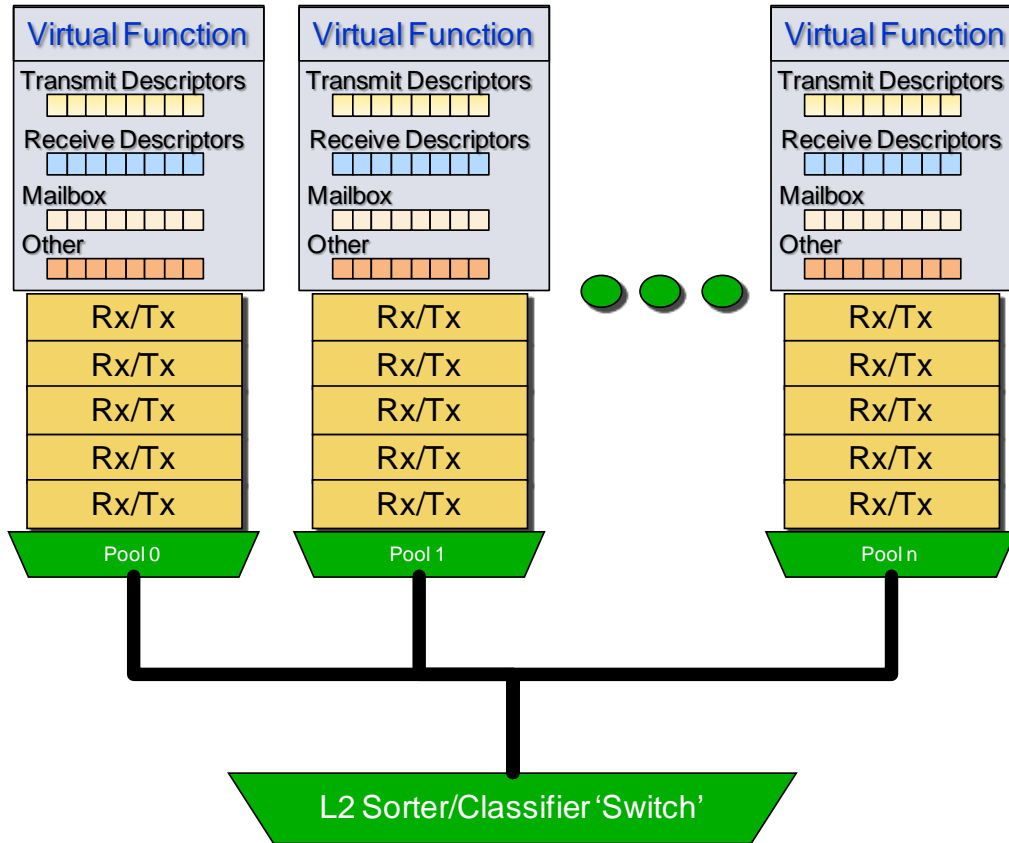 Virtual Function
Transmit Descriptors
Receive Descriptors
Mailbox
Other
Rx/Tx
Rx/Tx
Rx/Tx
Rx/Tx
Rx/Tx
Pool 0
Virtual Function
Transmit Descriptors
Receive Descriptors
Mailbox
Other
Rx/Tx
Rx/Tx
Rx/Tx
Rx/Tx
Rx/Tx
Pool 1
Virtual Function
Transmit Descriptors
Receive Descriptors
Mailbox
Other
Rx/Tx
Rx/Tx
Rx/Tx
Rx/Tx
Rx/Tx
Pool n
L2 Sorter/Classifier ‘Switch’